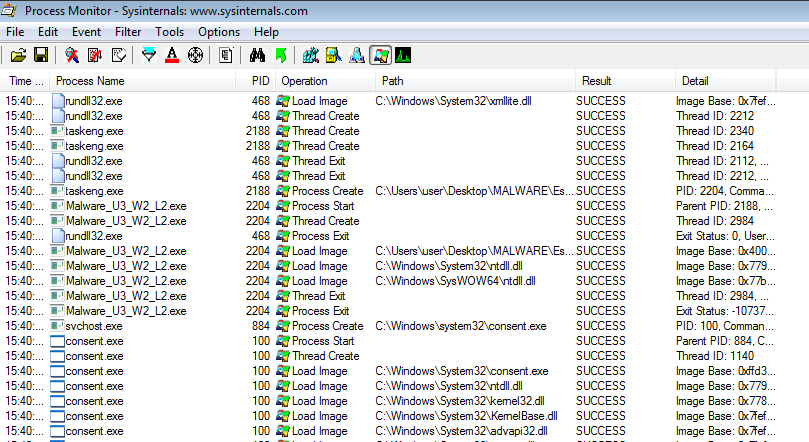 Process Monitor - Sysinternals: www.sysinternals.com
File Edit Event Filter Tools Options Help
Time ... Process Name PID Operation Path Result Detail
15:40:... rundll32.exe 468 Load Image C:\Windows\System32\xmllite.dll SUCCESS Image Base: 0x7fef...
15:40:... rundll32.exe 468 Thread Create SUCCESS Thread ID: 2212
15:40:... taskeng.exe 2188 Thread Create SUCCESS Thread ID: 2340
15:40:... taskeng.exe 2188 Thread Create SUCCESS Thread ID: 2164
15:40:... rundll32.exe 468 Thread Exit SUCCESS Thread ID: 2112, ...
15:40:... rundll32.exe 468 Thread Exit SUCCESS Thread ID: 2212, ...
15:40:... taskeng.exe 2188 Process Create C:\Users\user\Desktop\MALWARE\Es... SUCCESS PID: 2204, Comma...
15:40:... Malware_U3_W2_L2.exe 2204 Process Start SUCCESS Parent PID: 2188, ...
15:40:... Malware_U3_W2_L2.exe 2204 Thread Create SUCCESS Thread ID: 2984
15:40:... rundll32.exe 468 Process Exit SUCCESS Exit Status: 0, User...
15:40:... Malware_U3_W2_L2.exe 2204 Load Image C:\Users\user\Desktop\MALWARE\Es... SUCCESS Image Base: 0x400...
15:40:... Malware_U3_W2_L2.exe 2204 Load Image C:\Windows\System32\ntdll.dll SUCCESS Image Base: 0x779...
15:40:... Malware_U3_W2_L2.exe 2204 Load Image C:\Windows\SysWOW64\ntdll.dll SUCCESS Image Base: 0x77b...
15:40:... Malware_U3_W2_L2.exe 2204 Thread Exit SUCCESS Thread ID: 2984, ...
15:40:... Malware_U3_W2_L2.exe 2204 Process Exit SUCCESS Exit Status: -10737...
15:40:... svchost.exe 884 Process Create C:\Windows\system32\consent.exe SUCCESS PID: 100, Comman...
15:40:... consent.exe 100 Process Start SUCCESS Parent PID: 884, C...
15:40:... consent.exe 100 Thread Create SUCCESS Thread ID: 1140
15:40:... consent.exe 100 Load Image C:\Windows\System32\consent.exe SUCCESS Image Base: 0xffd3...
15:40:... consent.exe 100 Load Image C:\Windows\System32\ntdll.dll SUCCESS Image Base: 0x779...
15:40:... consent.exe 100 Load Image C:\Windows\System32\kernel32.dll SUCCESS Image Base: 0x778...
15:40:... consent.exe 100 Load Image C:\Windows\System32\KernelBase.dll SUCCESS Image Base: 0x7fef...
15:40:... consent.exe 100 Load Image C:\Windows\System32\advapi32.dll SUCCESS Image Base: 0x7fef...